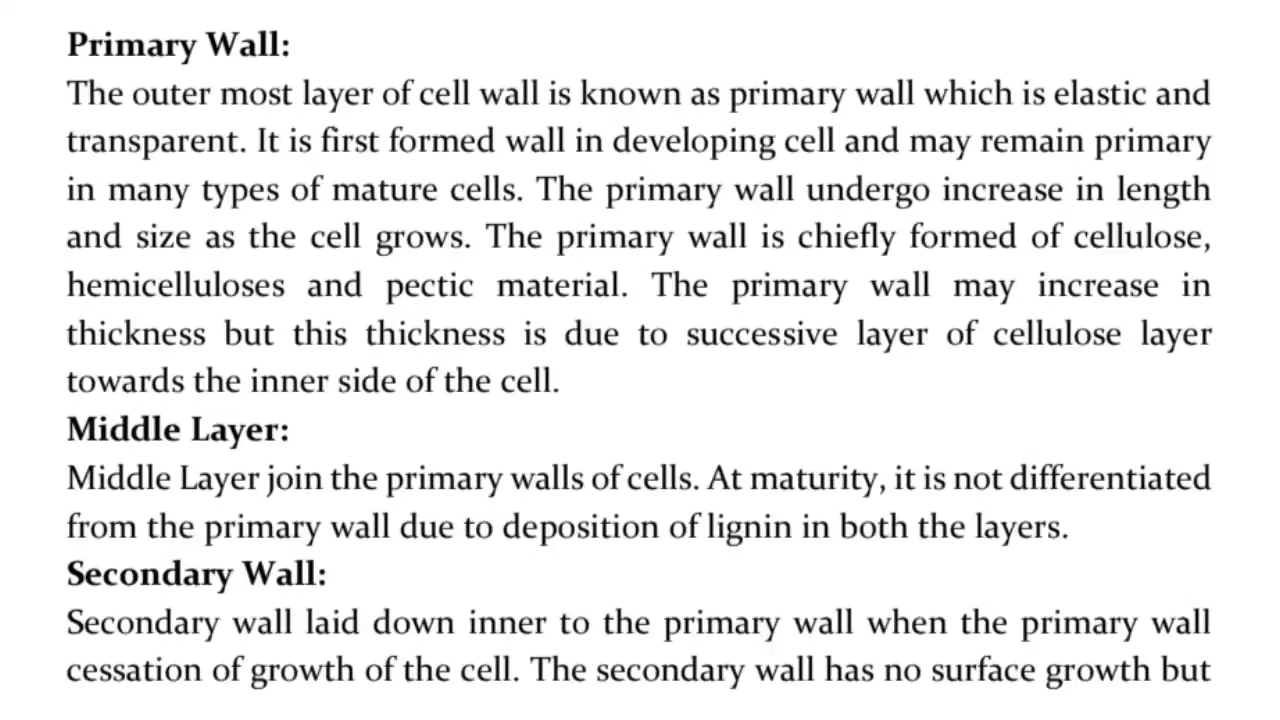 Primary Wall:
The outer most layer of cell wall is known as primary wall which is elastic and
transparent. It is first formed wall in developing cell and may remain primary
in many types of mature cells. The primary wall undergo increase in length
and size as the cell grows. The primary wall is chiefly formed of cellulose,
hemicelluloses and pectic material. The primary wall may increase in
thickness but this thickness is due to successive layer of cellulose layer
towards the inner side of the cell.
Middle Layer:
Middle Layer join the primary walls of cells. At maturity, it is not differentiated
from the primary wall due to deposition of lignin in both the layers.
Secondary Wall:
Secondary wall laid down inner to the primary wall when the primary wall
cessation of growth of the cell. The secondary wall has no surface growth but